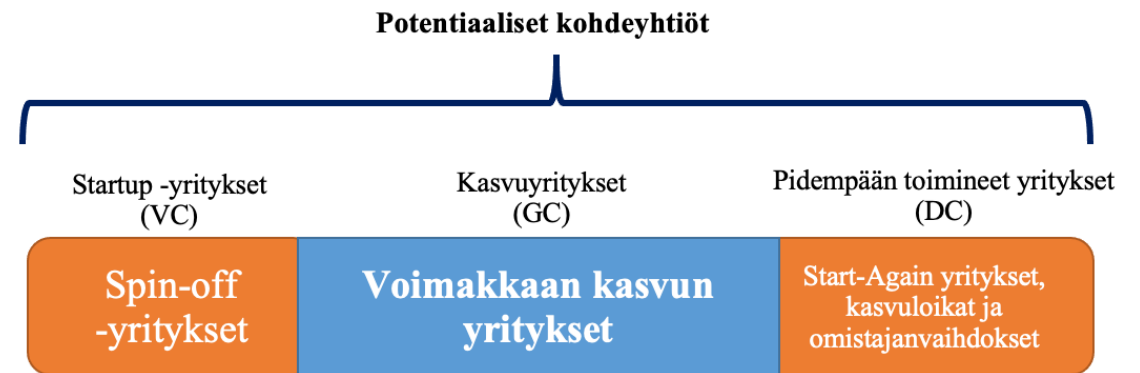 Potentiaaliset kohdeyhtiöt
Startup -yritykset
(VC)
Kasvuyritykset
(GC)
Pidempään toimineet yritykset
(DC)
Spin-off
-yritykset
Voimakkaan kasvun
yritykset
Start-Again yritykset,
kasvuloikat ja
omistajanvaihdokset